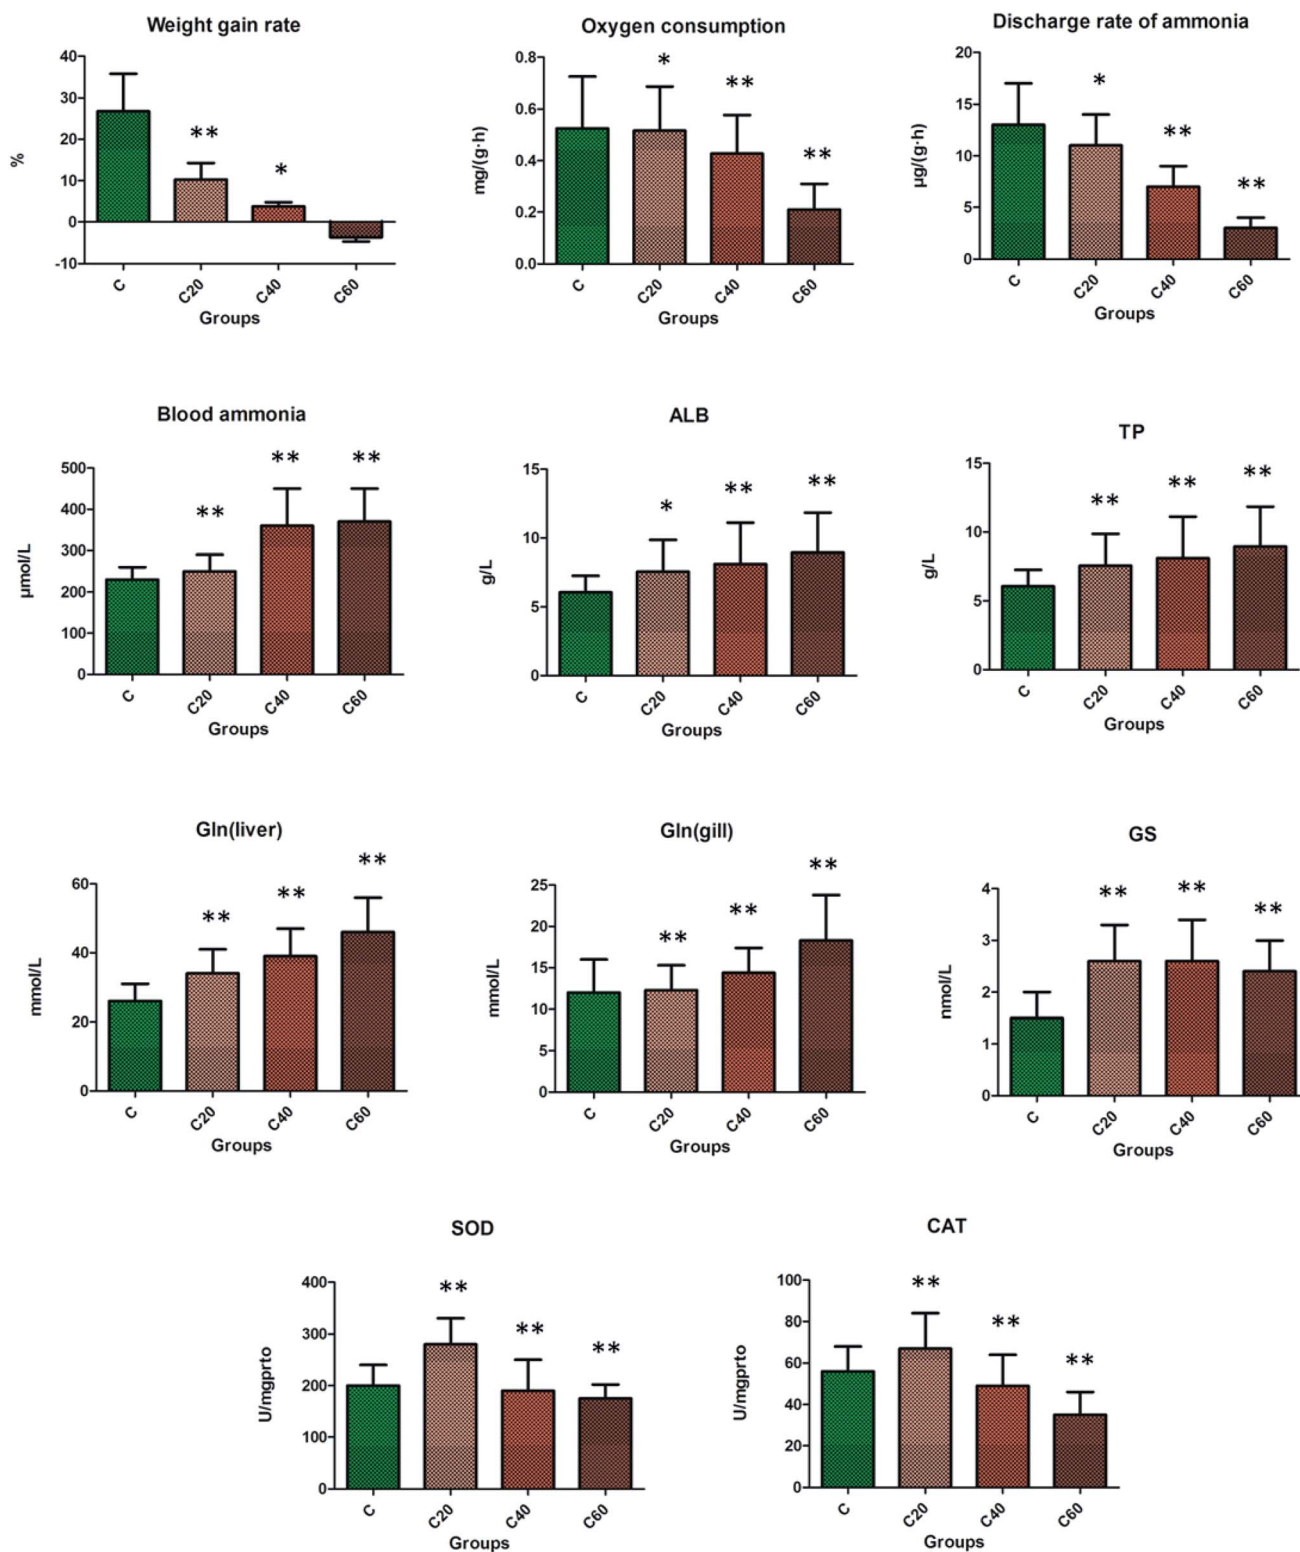 Weight gain rate
40
30
20
10
0
-10
%
**
*
C
C20
C40
C60
Groups
Oxygen consumption
0.8
0.6
0.4
0.2
0.0
mg/(g·h)
*
**
**
C
C20
C40
C60
Groups
Discharge rate of ammonia
20
15
10
5
0
µg/(g·h)
*
**
**
C
C20
C40
C60
Groups
Blood ammonia
500
400
300
200
100
0
µmol/L
**
**
**
C
C20
C40
C60
Groups
ALB
15
10
5
0
g/L
*
**
**
C
C20
C40
C60
Groups
TP
15
10
5
0
g/L
**
**
**
C
C20
C40
C60
Groups
Gln(liver)
60
40
20
0
mmol/L
**
**
**
C
C20
C40
C60
Groups
Gln(gill)
25
20
15
10
5
0
mmol/L
**
**
**
C
C20
C40
C60
Groups
GS
4
3
2
1
0
nmol/L
**
**
**
C
C20
C40
C60
Groups
SOD
400
300
200
100
0
U/mgprto
**
**
**
C
C20
C40
C60
Groups
CAT
100
80
60
40
20
0
U/mgprto
**
**
**
C
C20
C40
C60
Groups